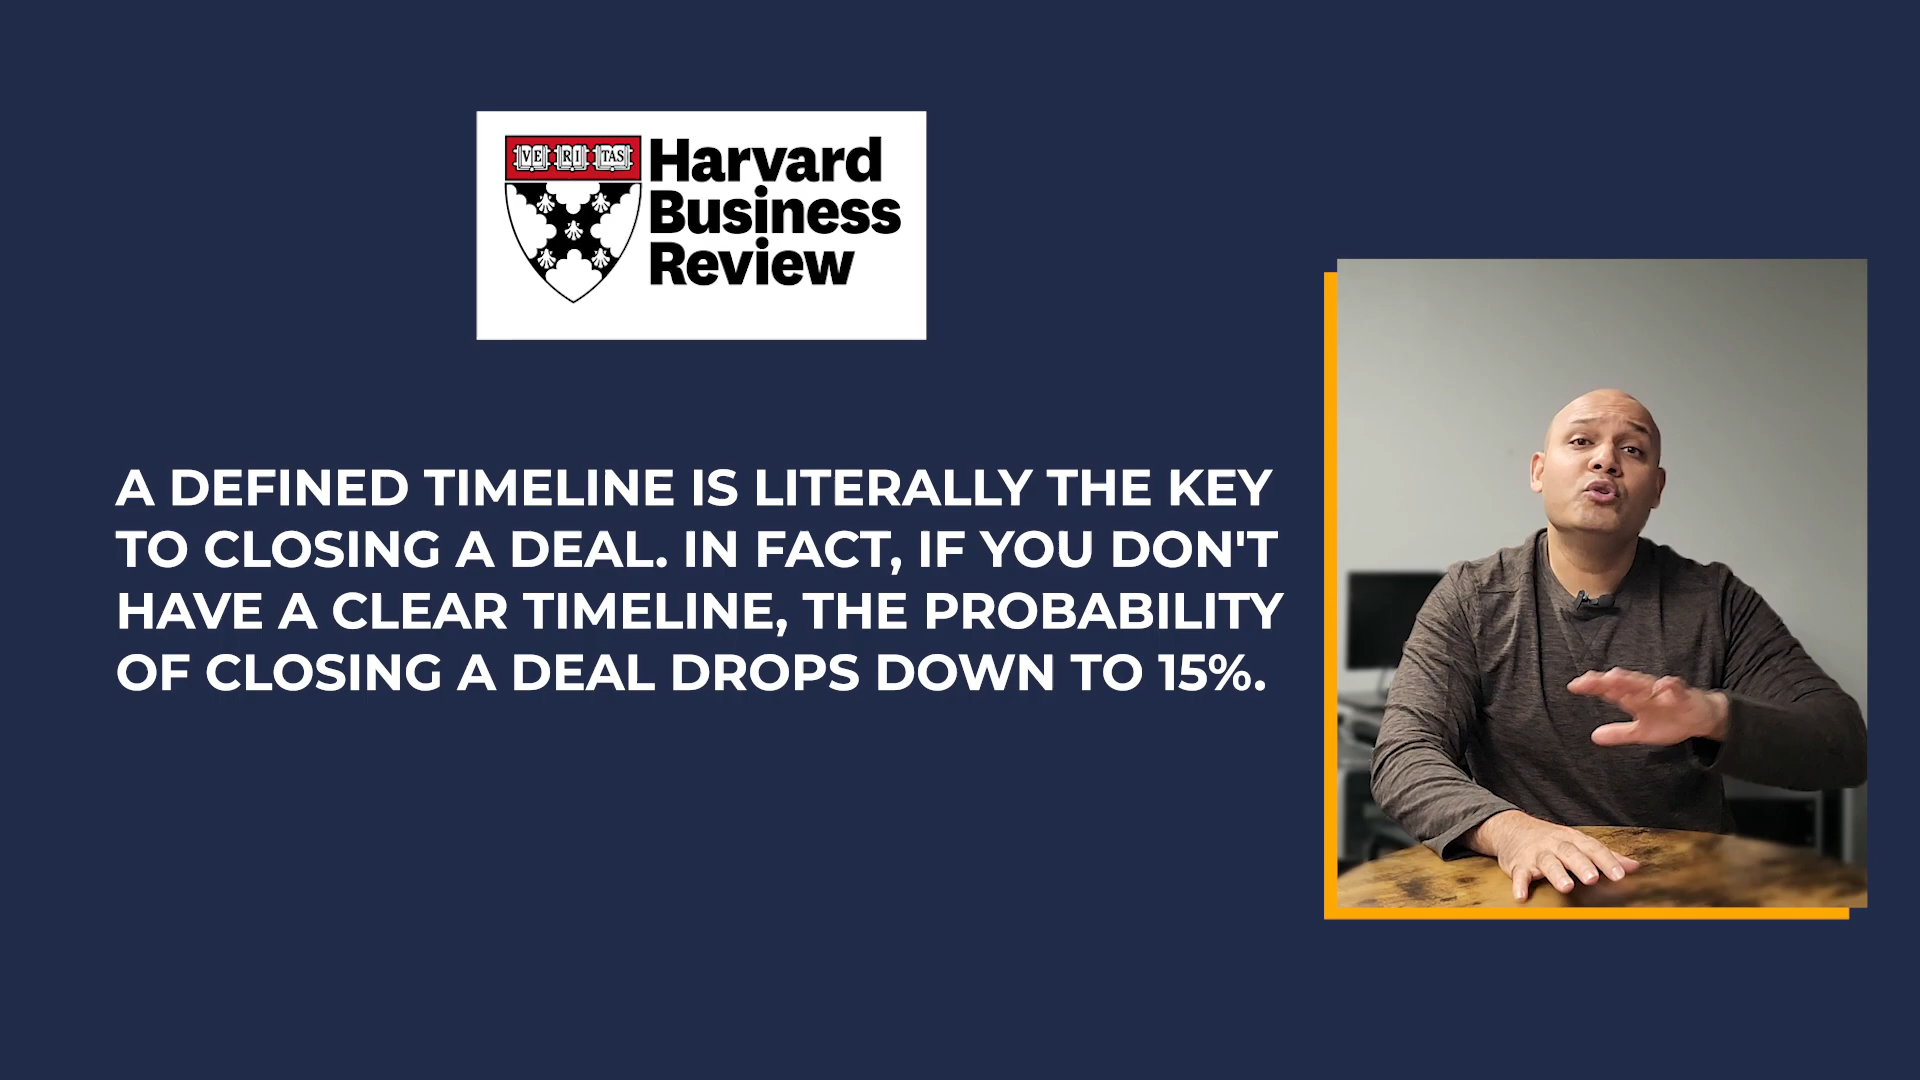 VE RI TAS
Harvard
Business
Review
A DEFINED TIMELINE IS LITERALLY THE KEY
TO CLOSING A DEAL. IN FACT, IF YOU DON'T
HAVE A CLEAR TIMELINE, THE PROBABILITY
OF CLOSING A DEAL DROPS DOWN TO 15%.